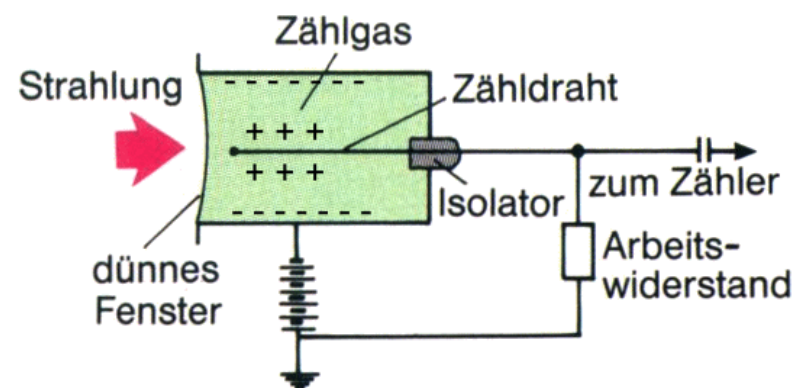 Zählgas
Strahlung
- - - - - - -
Zähldraht
+ + +
+ + +
Isolator
zum Zähler
- - - - - - -
dünnes
Fenster
Arbeits-
widerstand